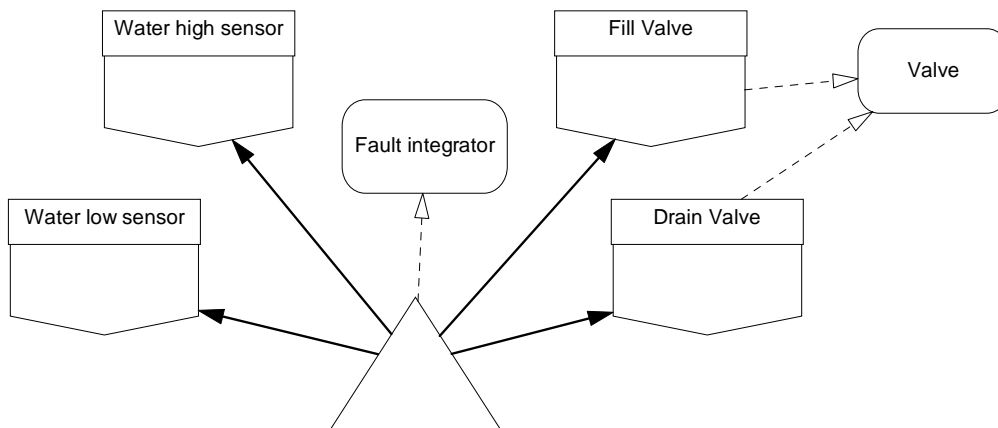 Water high sensor
Fill Valve
Valve
Fault integrator
Water low sensor
Drain Valve